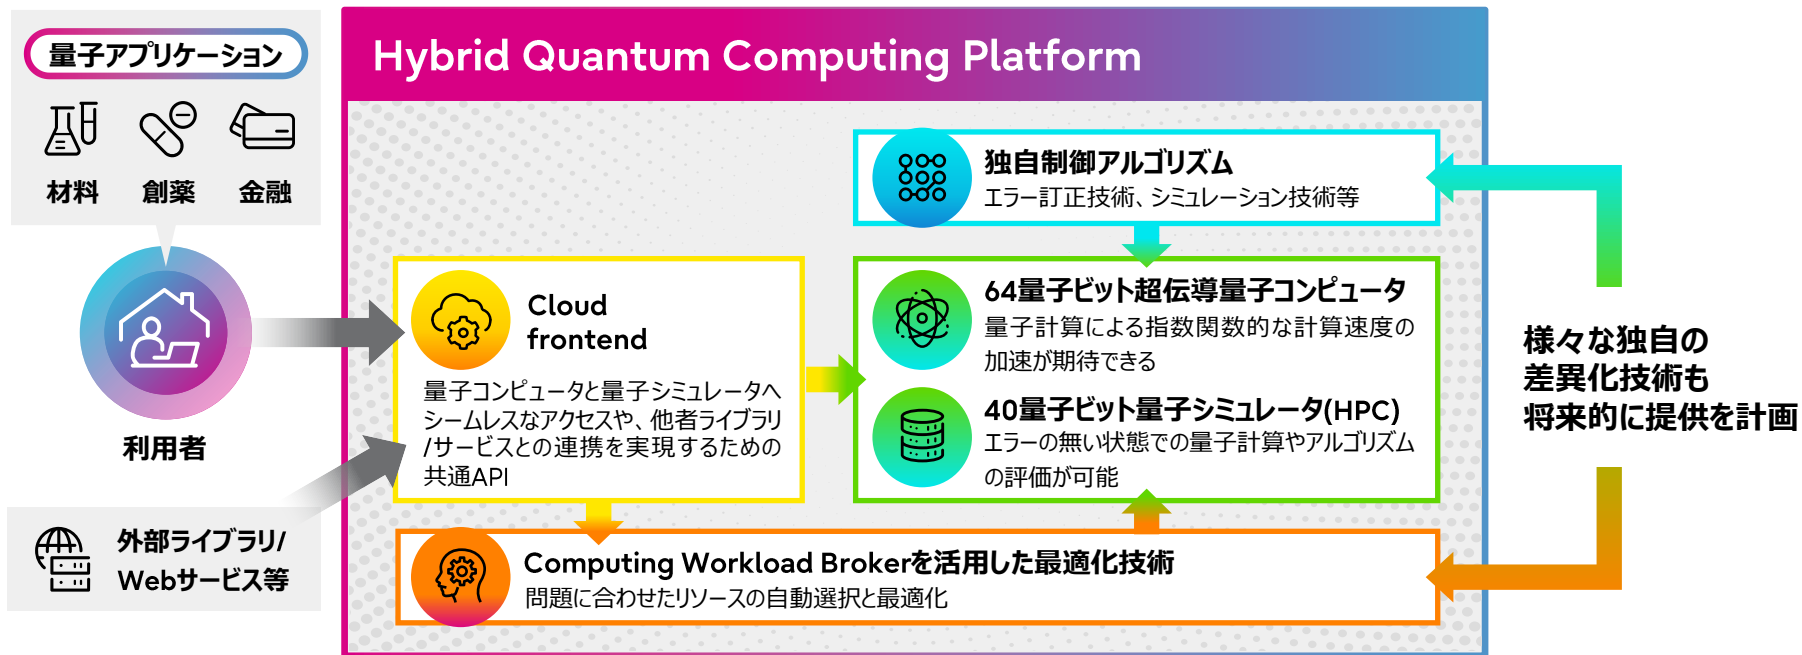 量子アプリケーション
材料
創薬
金融
利用者
外部ライブラリ/
Webサービス等
Hybrid Quantum Computing Platform
Cloud
frontend
量子コンピュータと量子シミュレータへ
シームレスなアクセスや、他者ライブラリ
/サービスとの連携を実現するための
共通API
独自制御アルゴリズム
エラー訂正技術、シミュレーション技術等
64量子ビット超伝導量子コンピュータ
量子計算による指数関数的な計算速度の
加速が期待できる
40量子ビット量子シミュレータ(HPC)
エラーの無い状態での量子計算やアルゴリズム
の評価が可能
Computing Workload Brokerを活用した最適化技術
問題に合わせたリソースの自動選択と最適化
様々な独自の
差異化技術も
将来的に提供を計画